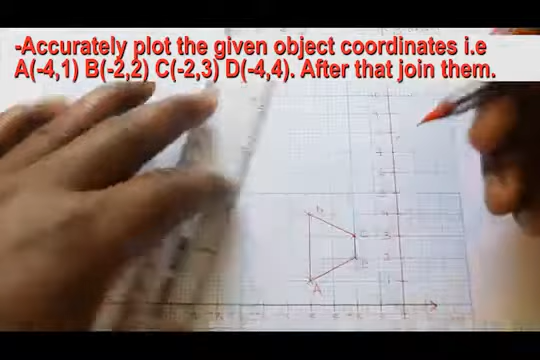 -Accurately plot the given object coordinates i.e
A(-4,1) B(-2,2) C(-2,3) D(-4,4). After that join them.
D
C
B
A